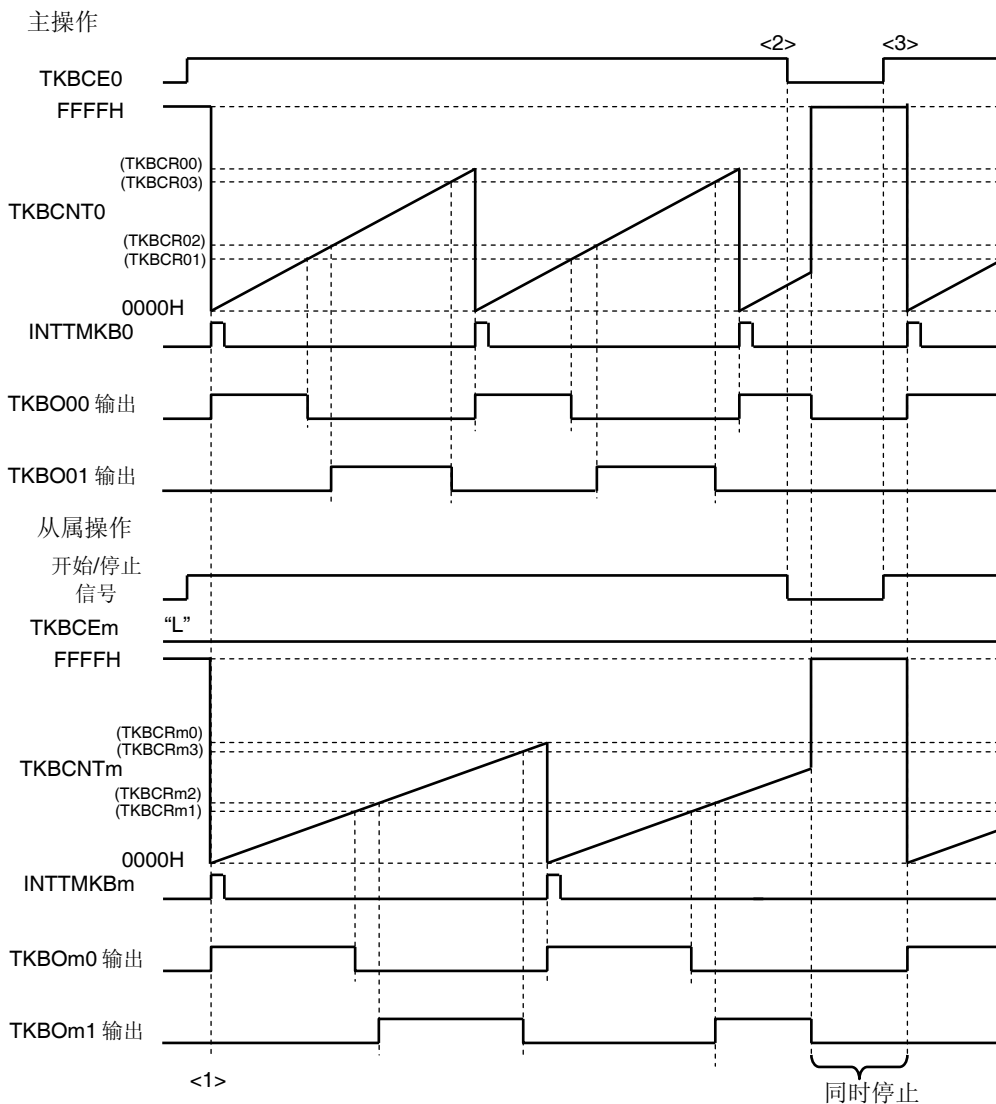 主操作
<2>
<3>
TKBCE0
FFFFH
(TKBCR00)
(TKBCR03)
TKBCNT0
(TKBCR02)
(TKBCR01)
0000H
INTTMKB0
TKBO00 输出
TKBO01 输出
从属操作
开始/停止
信号
TKBCEm
“L”
FFFFH
(TKBCRm0)
(TKBCRm3)
TKBCNTm
(TKBCRm2)
(TKBCRm1)
0000H
INTTMKBm
TKBOm0 输出
TKBOm1 输出
<1>
同时停止